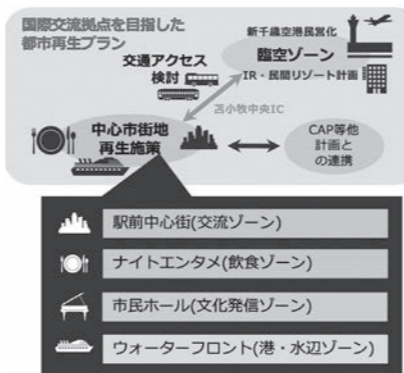 国際交流拠点を目指した
都市再生プラン
新千歳空港民営化
臨空ゾーン
IR・民間リゾート計画
交通アクセス
検討
苫小牧中央IC
中心市街地
再生施策
CAP等他
計画と
の連携
駅前中心街(交流ゾーン)
ナイトエンタメ(飲食ゾーン)
市民ホール(文化発信ゾーン)
ウォーターフロント(港・水辺ゾーン)